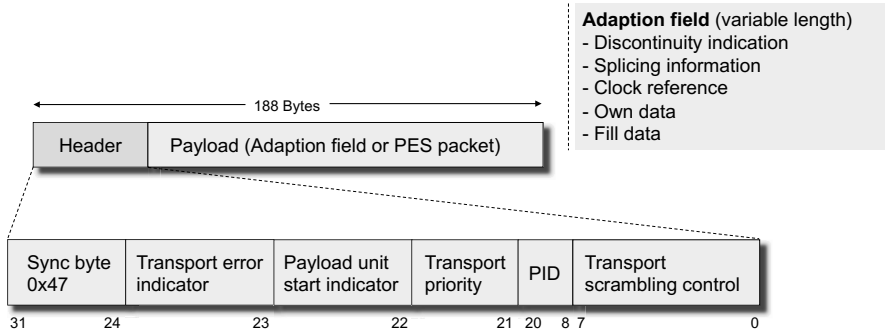 Adaption field (variable length)
- Discontinuity indication
- Splicing information
- Clock reference
- Own data
- Fill data
188 Bytes
Header
Payload (Adaption field or PES packet)
Sync byte
0x47
Transport error
indicator
Payload unit
start indicator
Transport
priority
PID
Transport
scrambling control
31 24 23 22 21 20 8 7 0